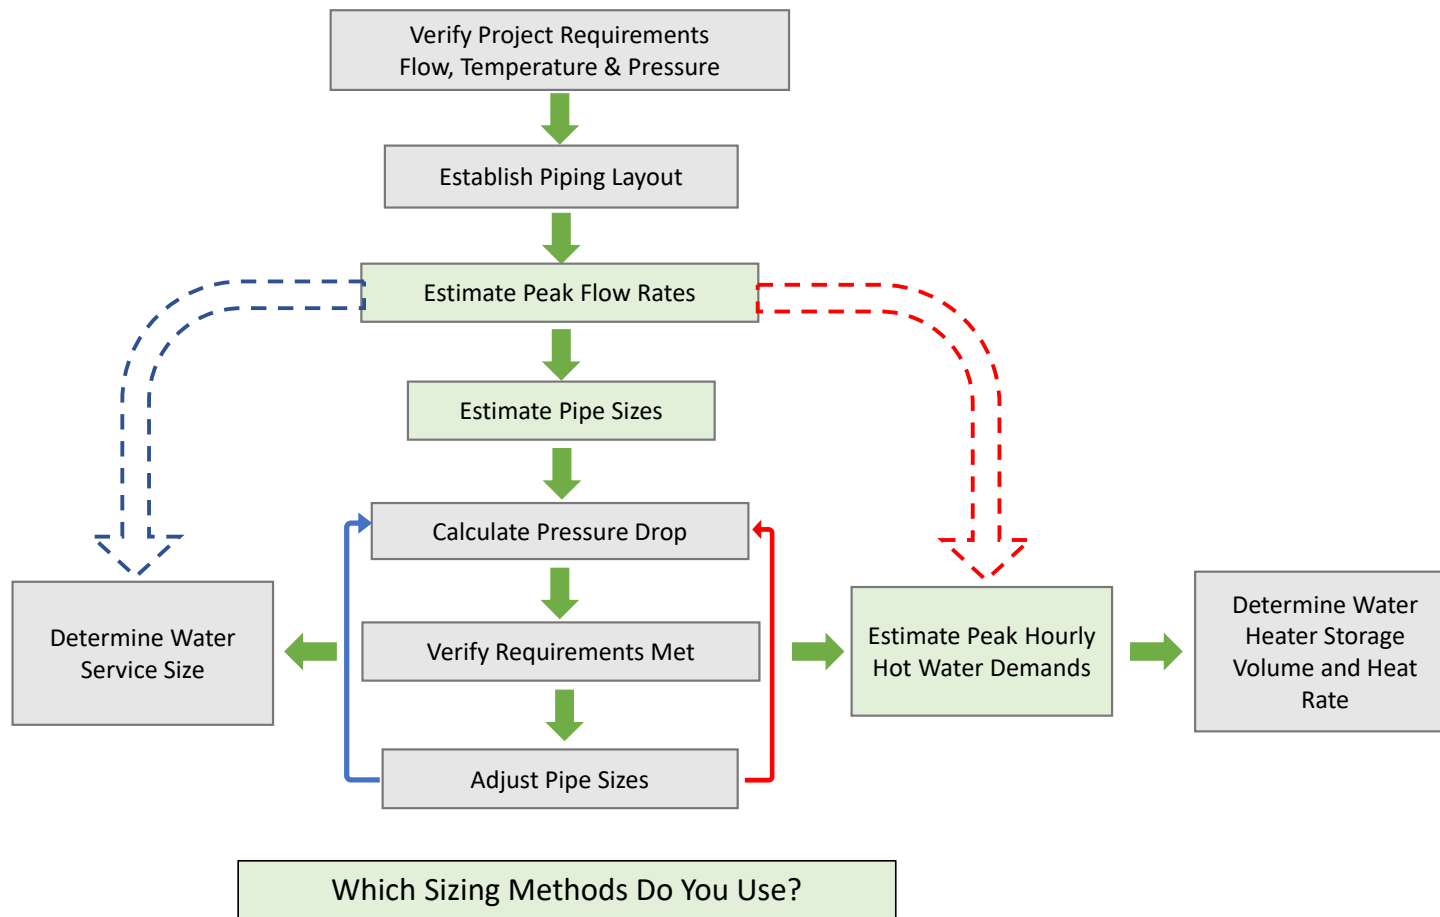 Verify Project Requirements
Flow, Temperature & Pressure
Establish Piping Layout
Estimate Peak Flow Rates
Estimate Pipe Sizes
Calculate Pressure Drop
Determine Water
Service Size
Verify Requirements Met
Estimate Peak Hourly
Hot Water Demands
Determine Water
Heater Storage
Volume and Heat
Rate
Adjust Pipe Sizes
Which Sizing Methods Do You Use?